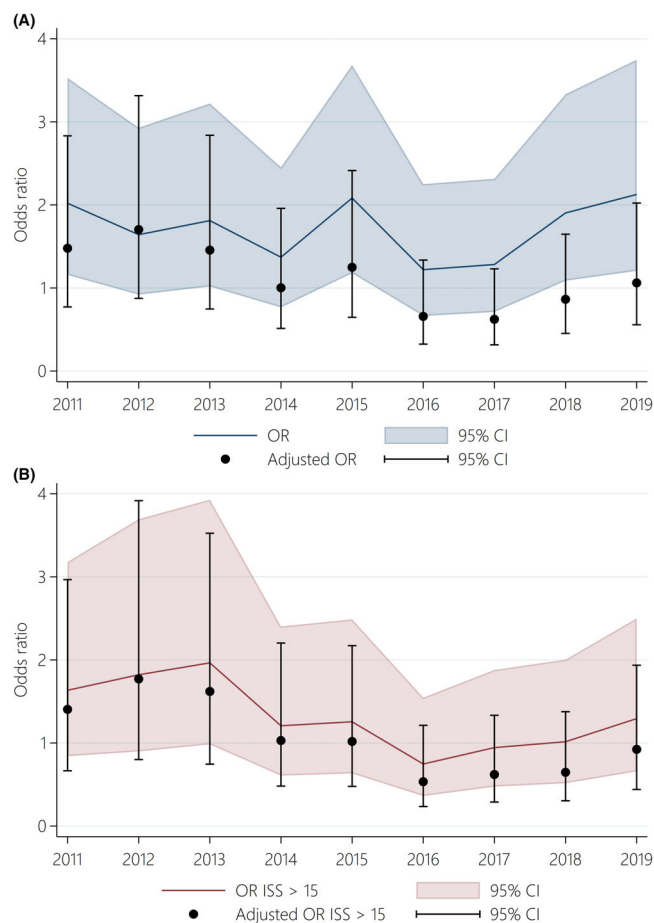 (A)
4
3
2
1
0
Odds ratio
2011 2012 2013 2014 2015 2016 2017 2018 2019
OR 95% CI
Adjusted OR 95% CI
(B)
4
3
2
1
0
Odds ratio
2011 2012 2013 2014 2015 2016 2017 2018 2019
OR ISS > 15 95% CI
Adjusted OR ISS > 15 95% CI